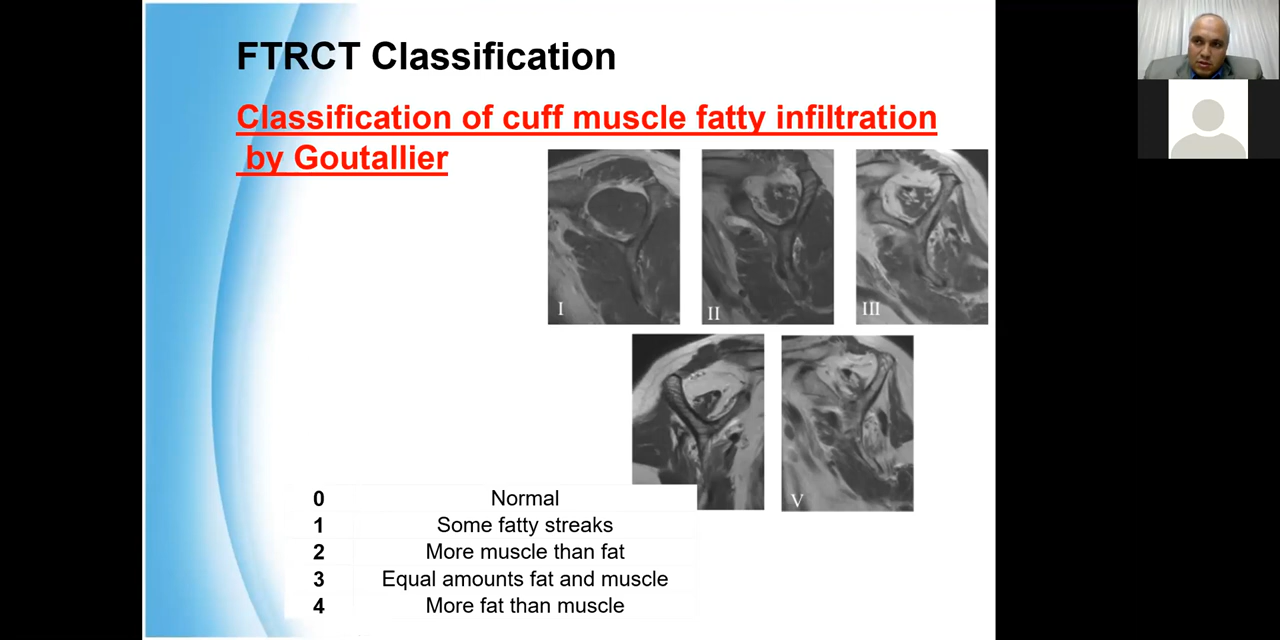 FTRCT Classification
Classification of cuff muscle fatty infiltration
by Goutallier
I
II
III
V
0 Normal
1 Some fatty streaks
2 More muscle than fat
3 Equal amounts fat and muscle
4 More fat than muscle